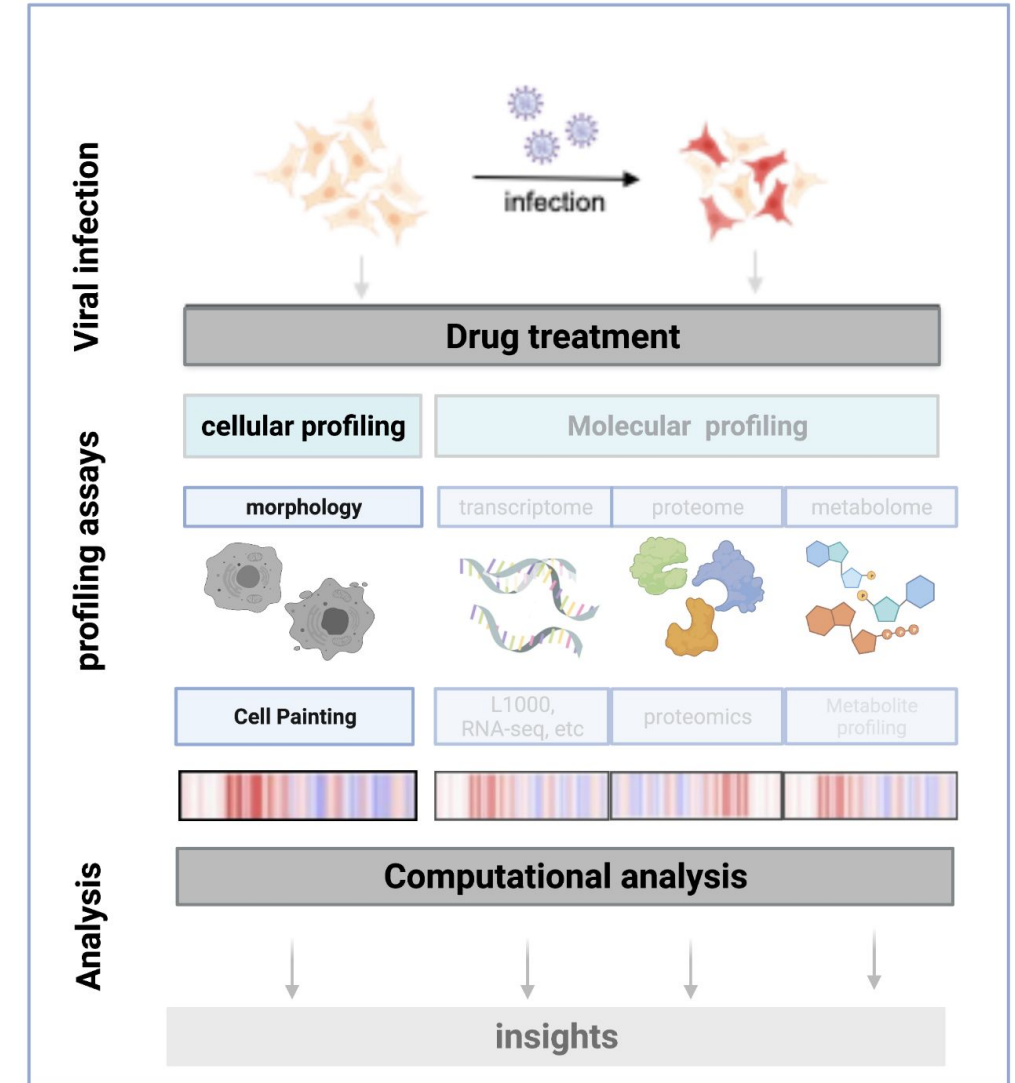 Viral infection
infection
Drug treatment
profiling assays
cellular profiling
Molecular profiling
morphology
transcriptome
proteome
metabolome
P
P
P P P
Cell Painting
L1000,
RNA-seq, etc
proteomics
Metabolite
profiling
Analysis
Computational analysis
insights